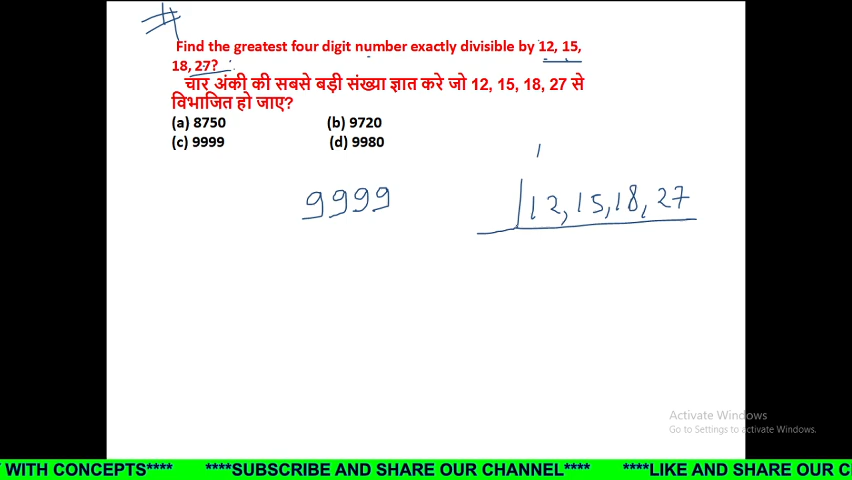 Find the greatest four digit number exactly divisible by 12, 15,
18, 27?
चार अंकी की सबसे बड़ी संख्या ज्ञात करे जो 12, 15, 18, 27 से
विभाजित हो जाए?
(a) 8750 (b) 9720
(c) 9999 (d) 9980
9999 12, 15, 18, 27
Activate Windows
Go to Settings to activate Windows.
Y WITH CONCEPTS**** ****SUBSCRIBE AND SHARE OUR CHANNEL**** ****LIKE AND SHARE OUR C